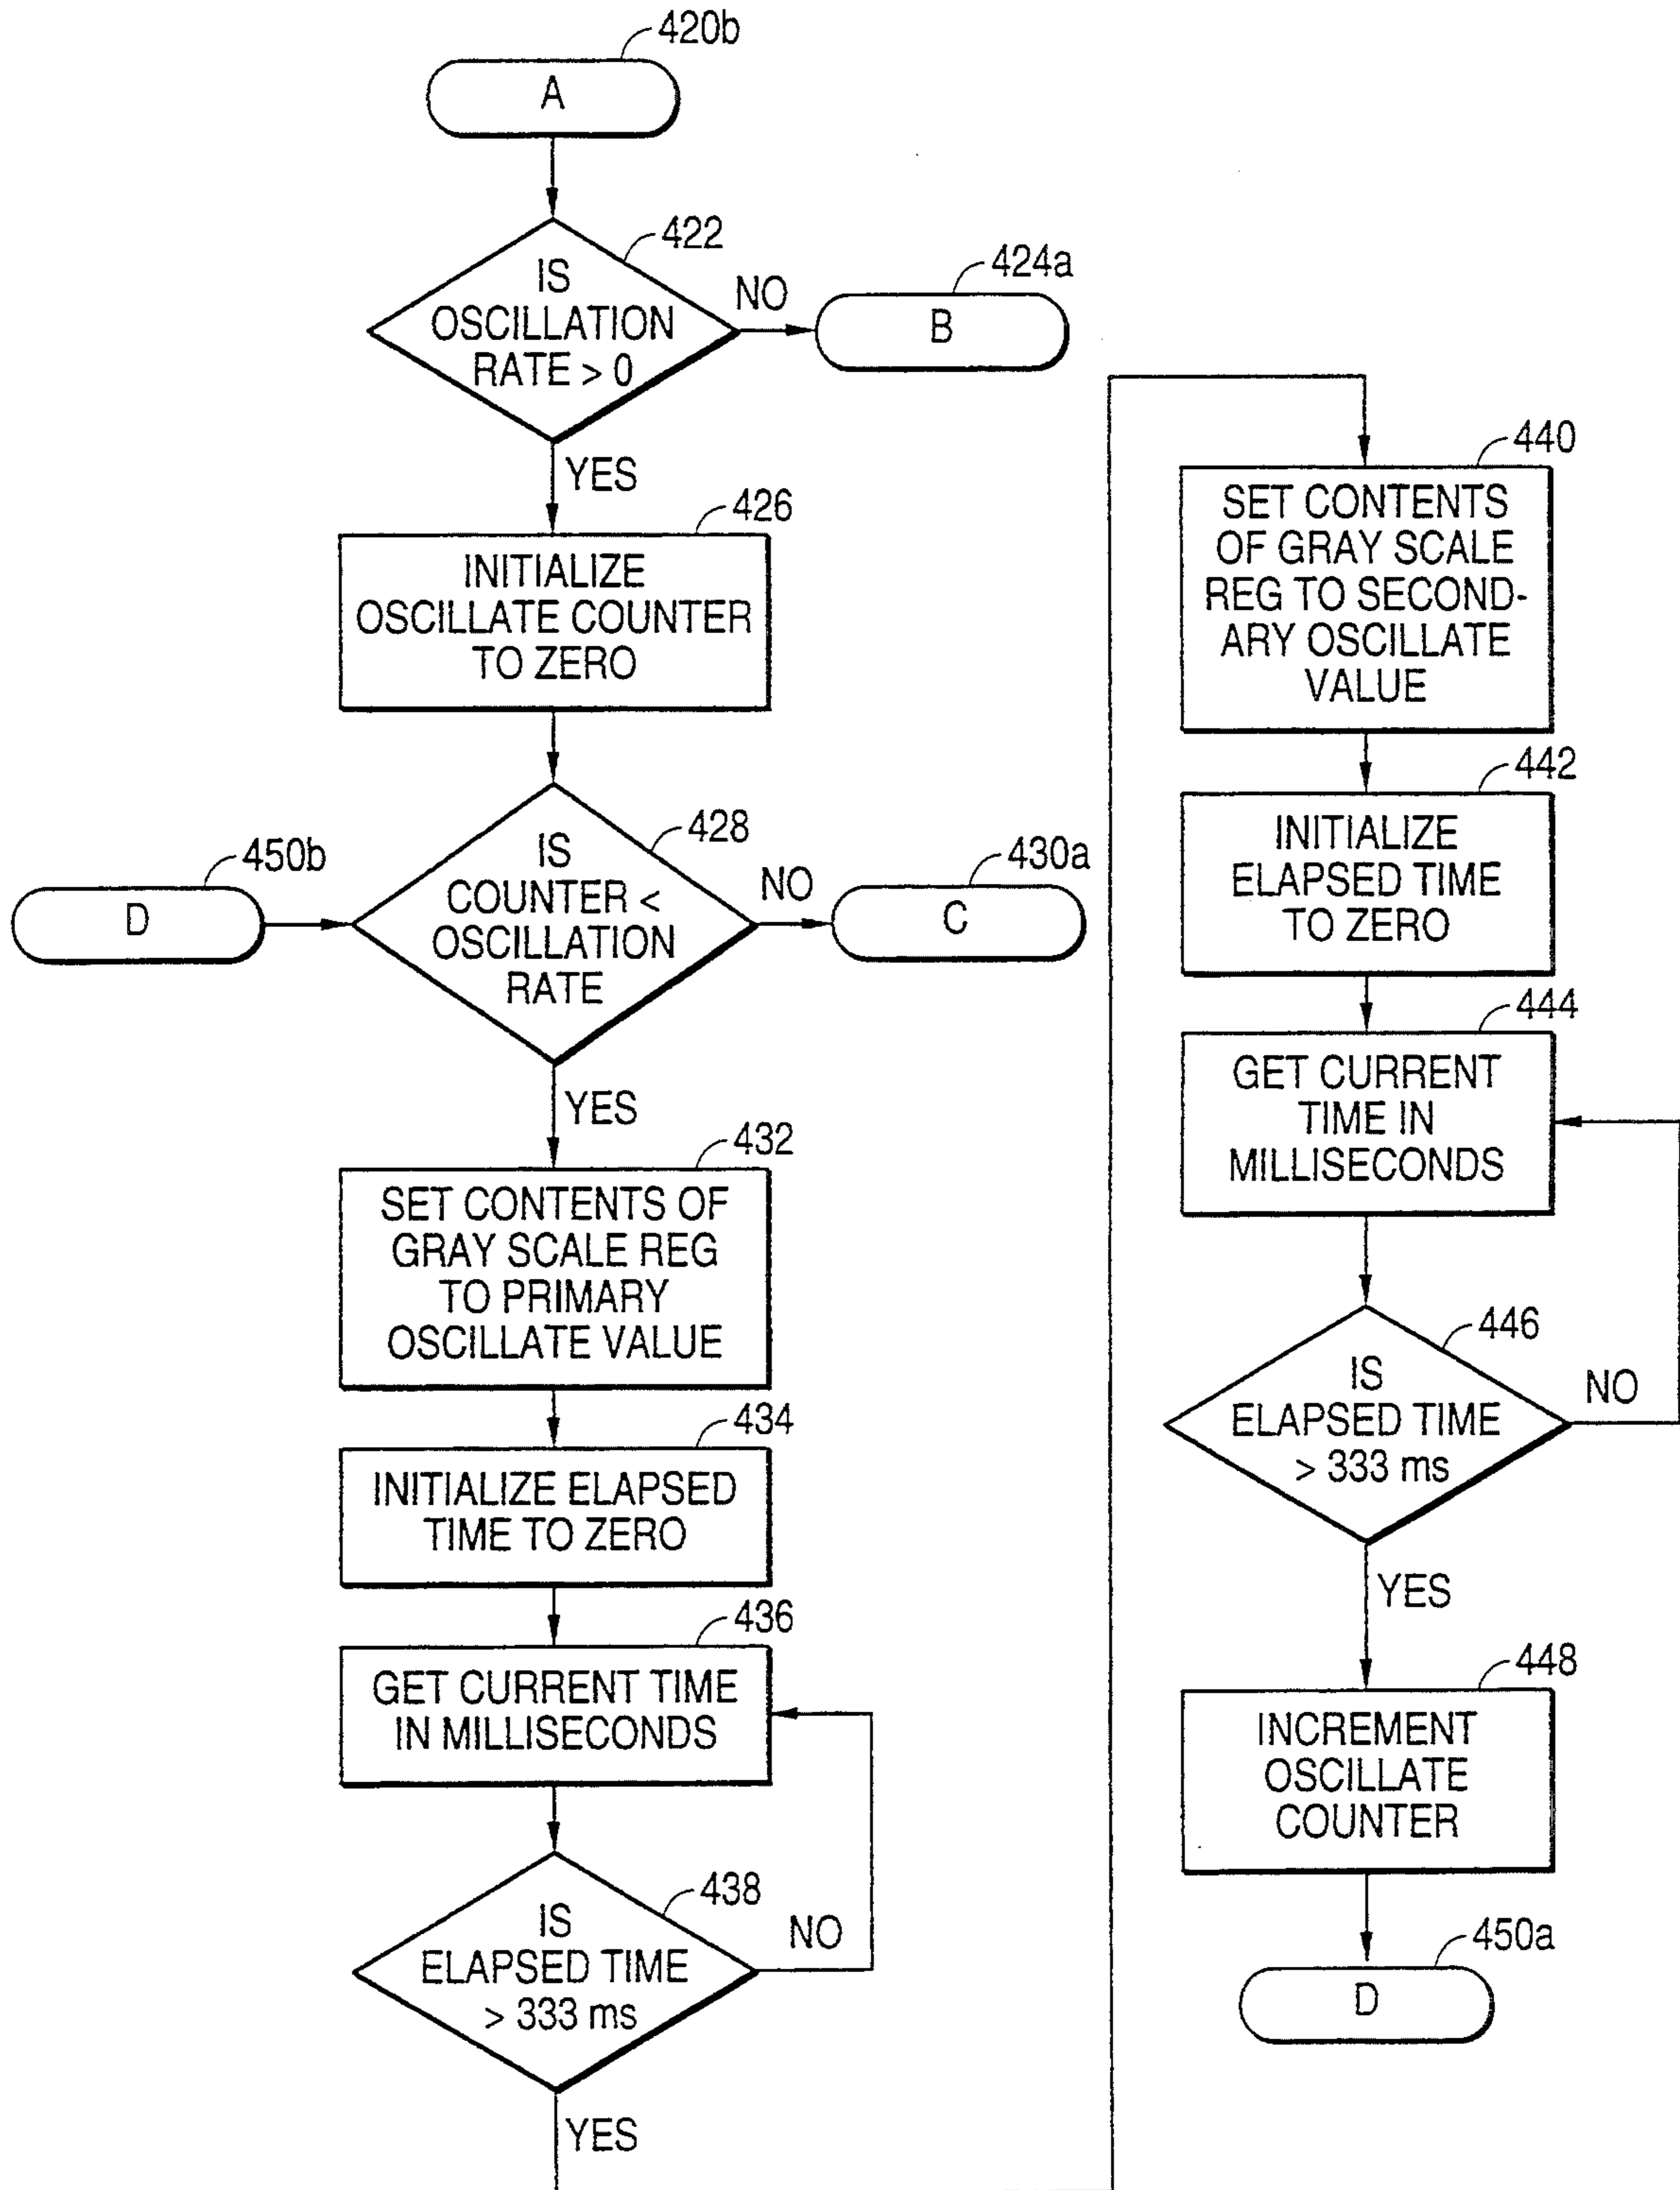 420b
A
422
IS
OSCILLATION
RATE > 0
NO
424a
B
YES
426
INITIALIZE
OSCILLATE COUNTER
TO ZERO
450b
D
428
IS
COUNTER <
OSCILLATION
RATE
NO
430a
C
YES
432
SET CONTENTS OF
GRAY SCALE REG
TO PRIMARY
OSCILLATE VALUE
434
INITIALIZE ELAPSED
TIME TO ZERO
436
GET CURRENT TIME
IN MILLISECONDS
438
IS
ELAPSED TIME
> 333 ms
NO
YES
440
SET CONTENTS
OF GRAY SCALE
REG TO SECOND-
ARY OSCILLATE
VALUE
442
INITIALIZE
ELAPSED TIME
TO ZERO
444
GET CURRENT
TIME IN
MILLISECONDS
446
IS
ELAPSED TIME
> 333 ms
NO
YES
448
INCREMENT
OSCILLATE
COUNTER
450a
D